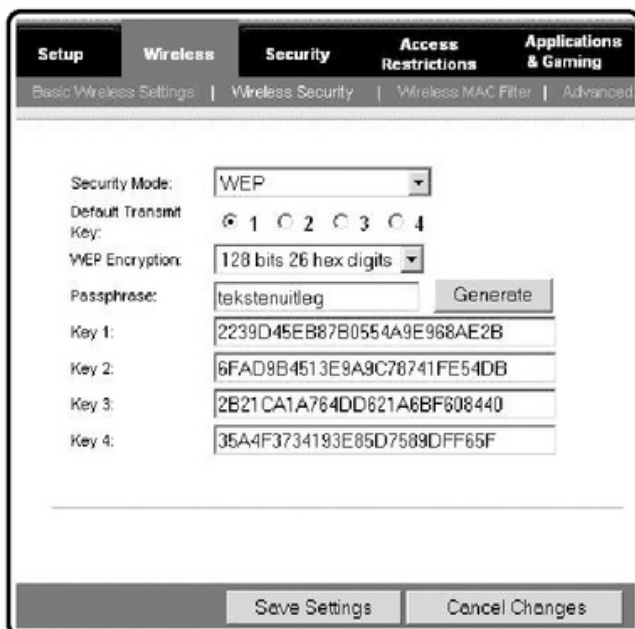 Setup Wireless Security Access Restrictions Applications & Gaming
Basic Wireless Settings | Wireless Security | Wireless MAC Filter | Advanced
Security Mode: WEP
Default Transmit Key: 1 2 3 4
WEP Encryption: 128 bits 26 hex digits
Passphrase: tekstenuitleg Generate
Key 1: 2239D45EB87B0554A9E968AE2B
Key 2: 6FAD9B4513E9A9C78741FE54DB
Key 3: 2B21CA1A764DD621A6BF608440
Key 4: 35A4F3734193E85D7589DFF65F
Save Settings Cancel Changes